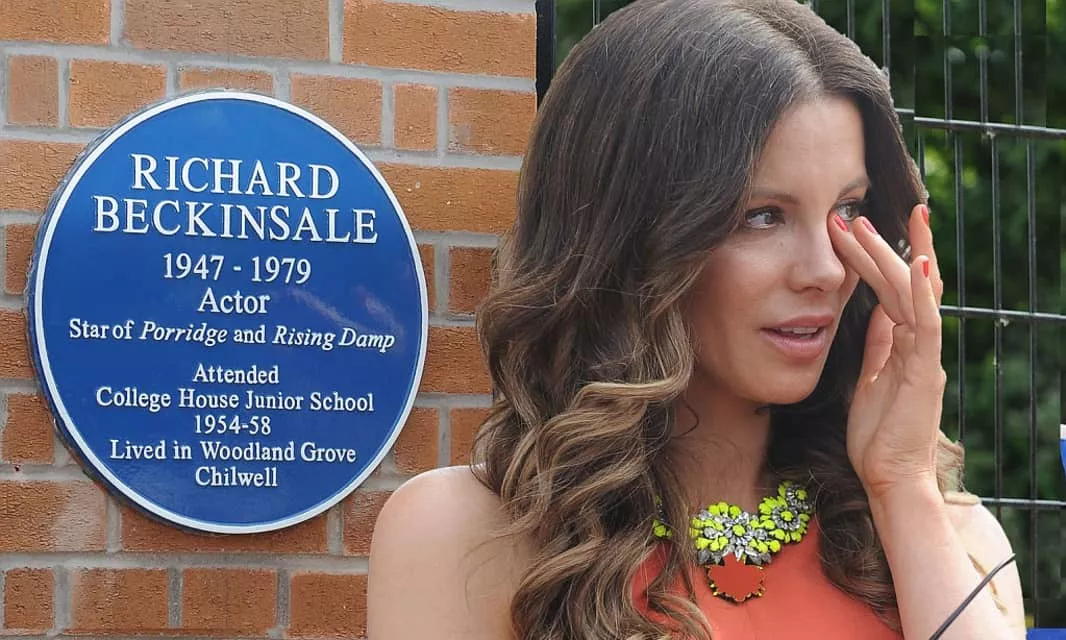 RICHARD
BECKINSALE
1947 - 1979
Actor
Star of Porridge and Rising Damp
Attended
College House Junior School
1954-58
Lived in Woodland Grove
Chilwell